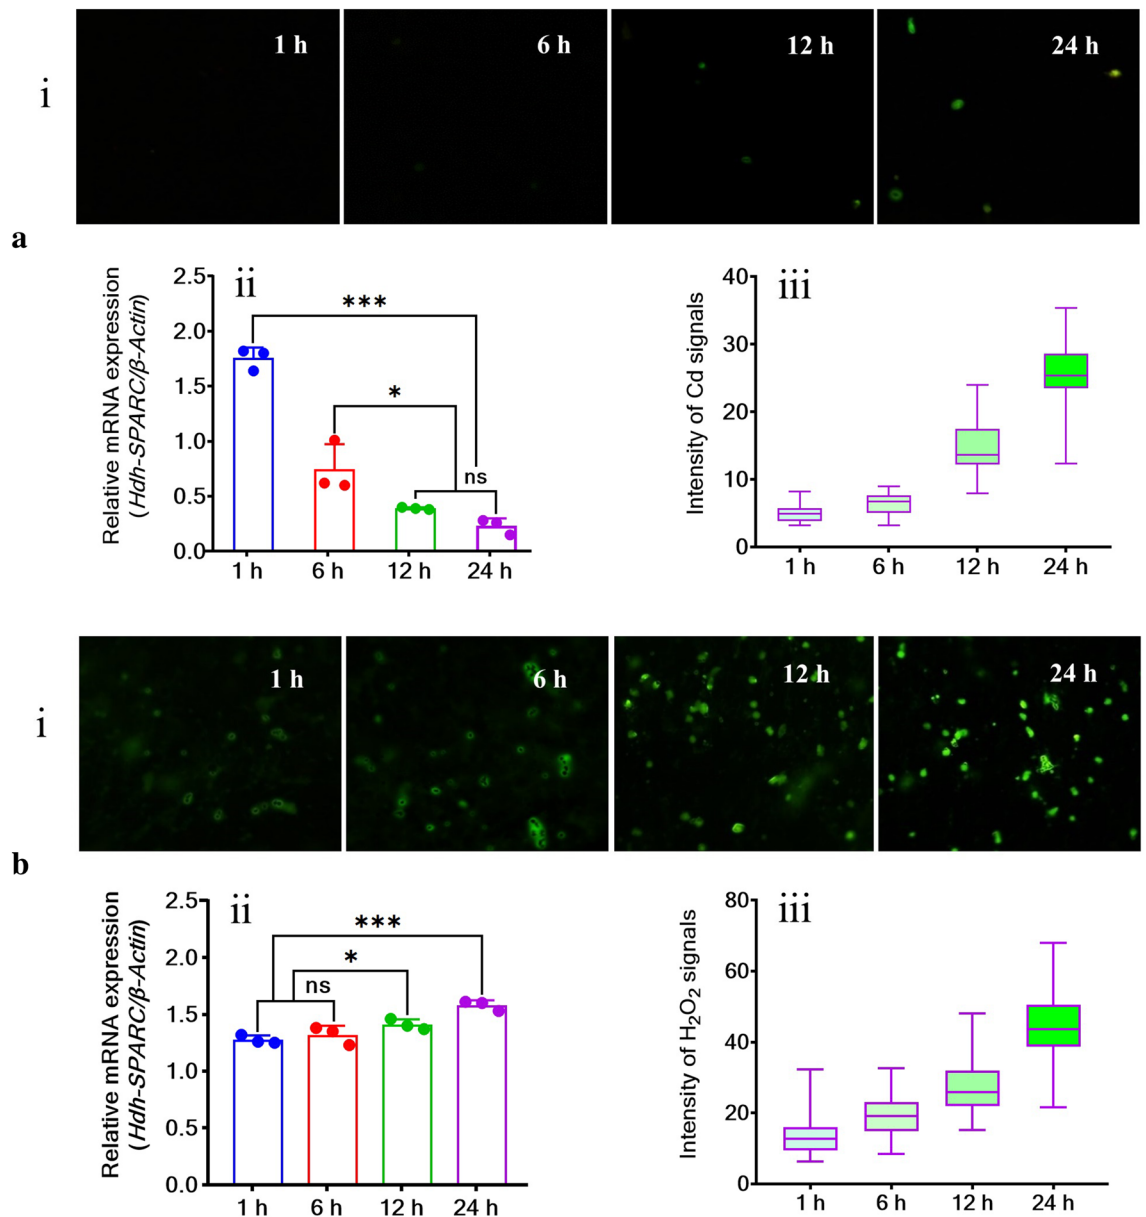 1 h
6 h
12 h
24 h
i
a
ii
iii
Relative mRNA expression
(Hdh-SPARC/β-Actin)
2.5
2.0
1.5
1.0
0.5
0.0
***
*
ns
1 h
6 h
12 h
24 h
Intensity of Cd signals
40
30
20
10
0
1 h
6 h
12 h
24 h
1 h
6 h
12 h
24 h
i
b
ii
iii
Relative mRNA expression
(Hdh-SPARC/β-Actin)
2.5
2.0
1.5
1.0
0.5
0.0
***
*
ns
1 h
6 h
12 h
24 h
Intensity of H₂O₂ signals
80
60
40
20
0
1 h
6 h
12 h
24 h